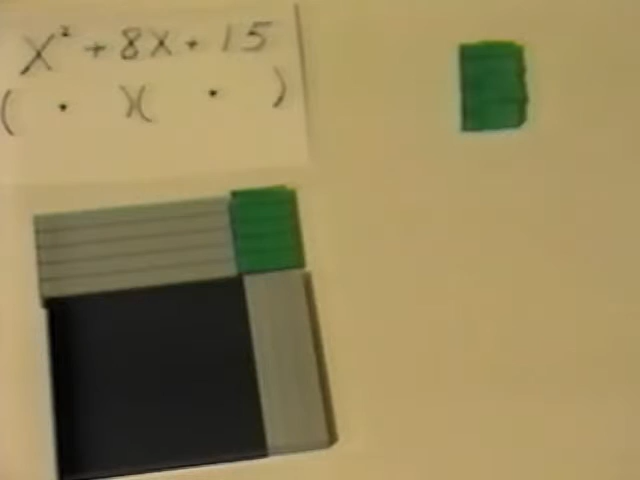 x² + 8x + 15
( + )( + )